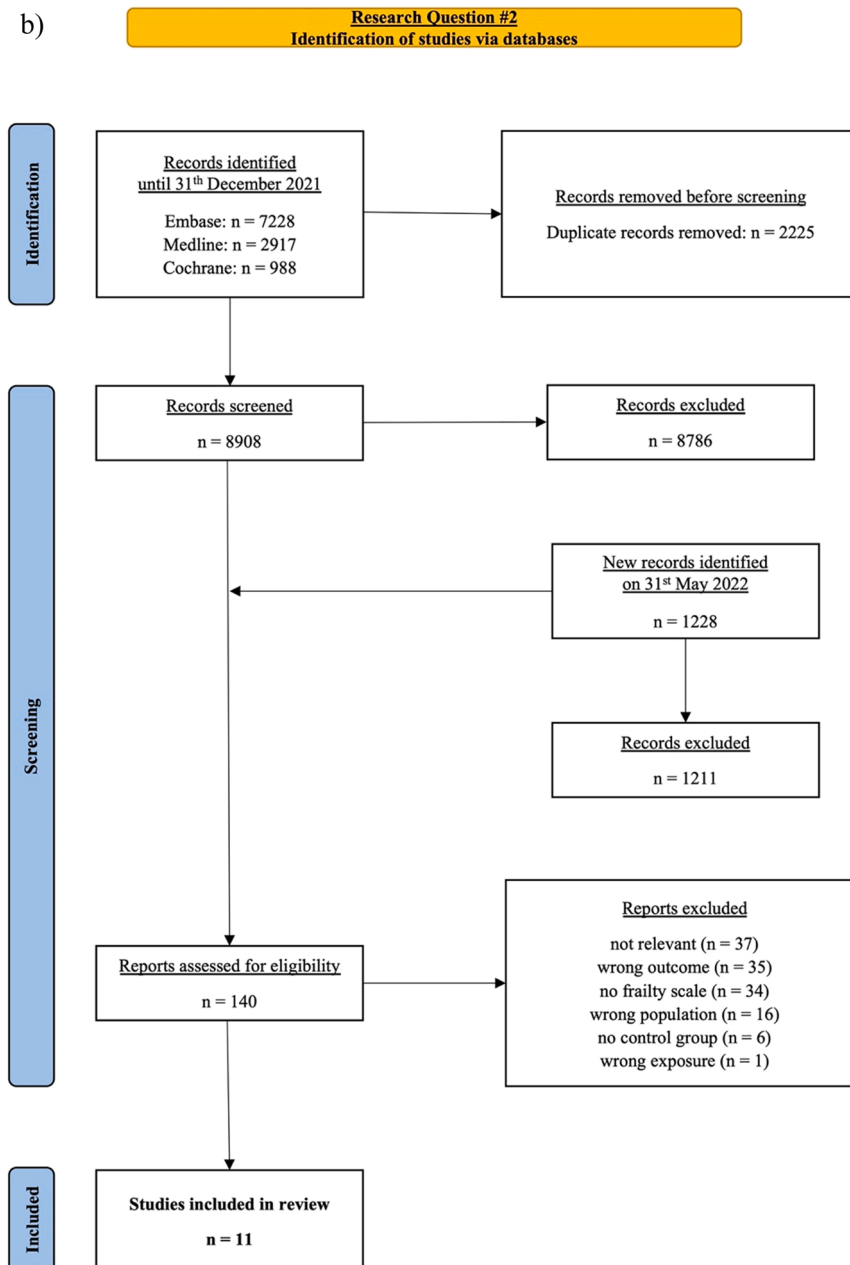 b)
Research Question #2
Identification of studies via databases
Identification
Records identified
until 31th December 2021
Embase: n = 7228
Medline: n = 2917
Cochrane: n = 988
Records removed before screening
Duplicate records removed: n = 2225
Screening
Records screened
n = 8908
Records excluded
n = 8786
New records identified
on 31st May 2022
n = 1228
Records excluded
n = 1211
Reports assessed for eligibility
n = 140
Reports excluded
not relevant (n = 37)
wrong outcome (n = 35)
no frailty scale (n = 34)
wrong population (n = 16)
no control group (n = 6)
wrong exposure (n = 1)
Included
Studies included in review
n = 11